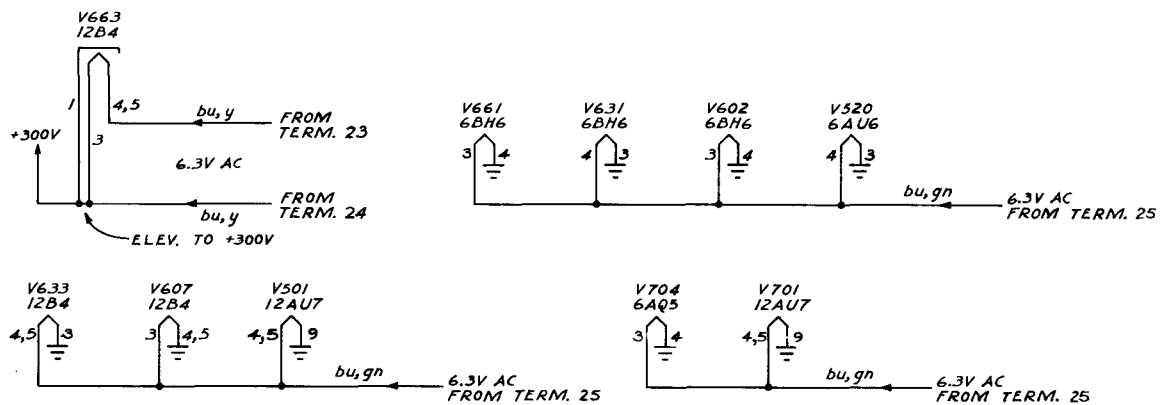 V663
12B4
1
4,5
3
+300V
bu, y
FROM
TERM. 23
6.3V AC
bu, y
FROM
TERM. 24
ELEV. TO +300V
V661
6BH6
3 4
V631
6BH6
4 3
V602
6BH6
3 4
V520
6AU6
4 3
bu, gn
6.3V AC
FROM TERM. 25
V633
12B4
4,5 3
V607
12B4
3 4,5
V501
12AU7
4,5 9
bu, gn
6.3V AC
FROM TERM. 25
V704
6AQ5
3 4
V701
12AU7
4,5 9
bu, gn
6.3V AC
FROM TERM. 25